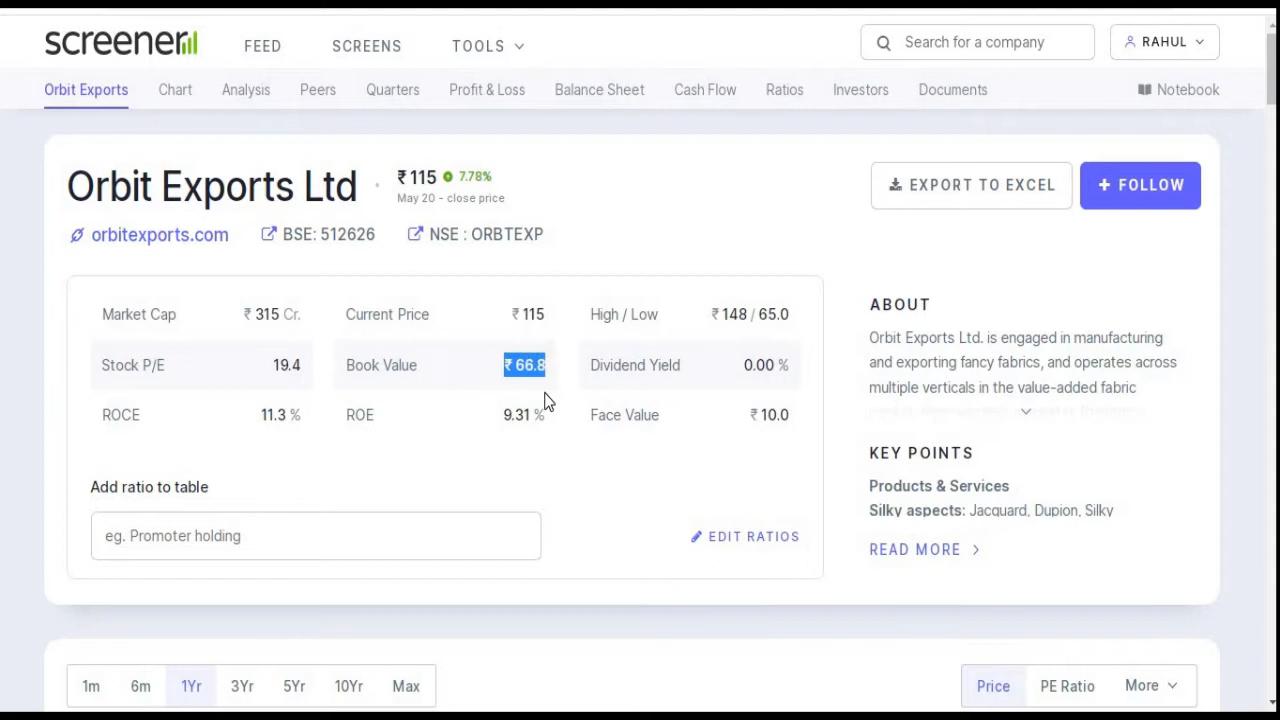 screener FEED SCREENS TOOLS Search for a company RAHUL
Orbit Exports Chart Analysis Peers Quarters Profit & Loss Balance Sheet Cash Flow Ratios Investors Documents Notebook
Orbit Exports Ltd
₹ 115 7.78%
May 20 - close price
EXPORT TO EXCEL
FOLLOW
orbitexports.com BSE: 512626 NSE : ORBTEXP
Market Cap ₹ 315 Cr. Current Price ₹ 115 High / Low ₹ 148 / 65.0
Stock P/E 19.4 Book Value ₹ 66.8 Dividend Yield 0.00 %
ROCE 11.3 % ROE 9.31 % Face Value ₹ 10.0
Add ratio to table
eg. Promoter holding
EDIT RATIOS
ABOUT
Orbit Exports Ltd. is engaged in manufacturing
and exporting fancy fabrics, and operates across
multiple verticals in the value-added fabric
KEY POINTS
Products & Services
Silky aspects: Jacquard, Dupion, Silky
READ MORE
1m 6m 1Yr 3Yr 5Yr 10Yr Max
Price PE Ratio More